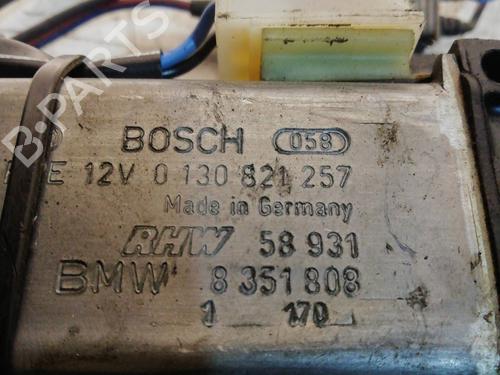 BOSCH 058
E 12V 0 130 821 257
Made in Germany
RHW 58 931
BMW 8 351 808
1 170
B-PARTS